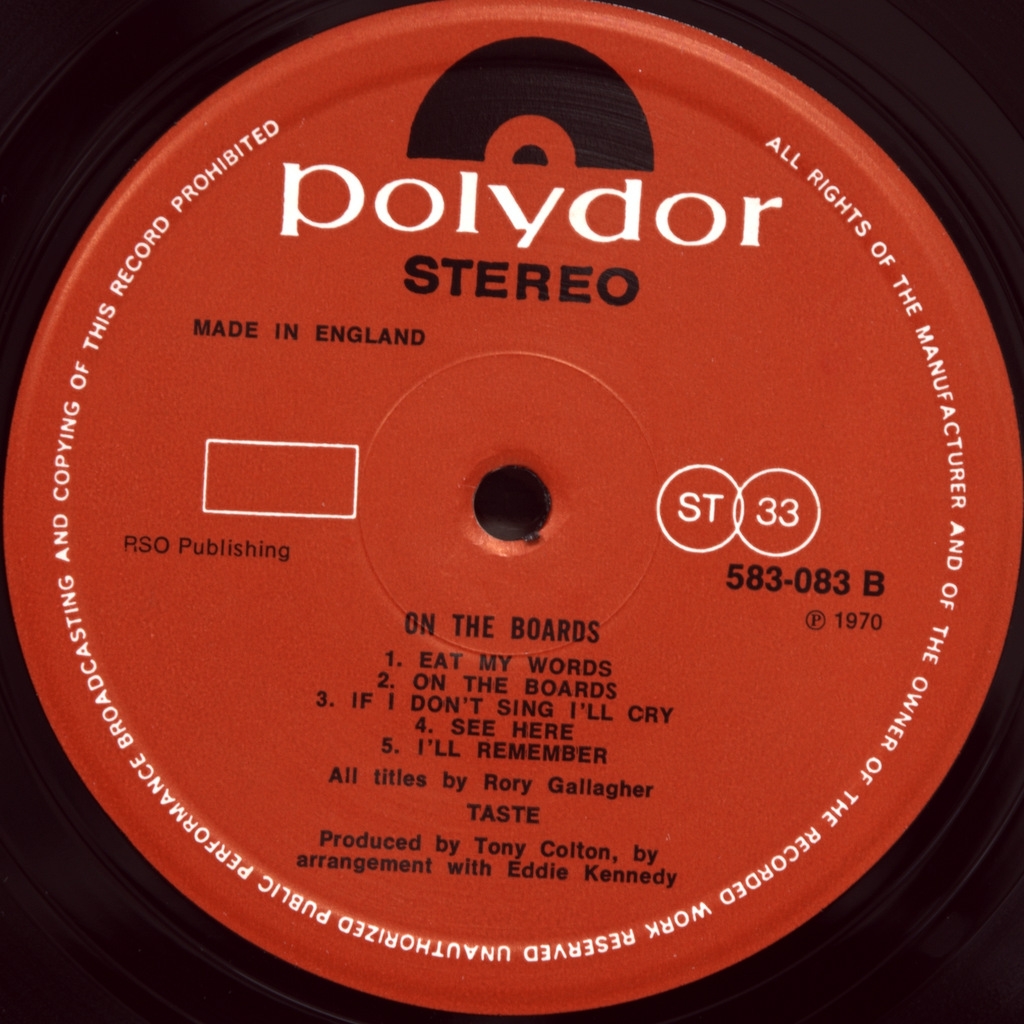 polydor
STEREO
MADE IN ENGLAND
ST 33
RSO Publishing
583-083 B
℗ 1970
ON THE BOARDS
1. EAT MY WORDS
2. ON THE BOARDS
3. IF I DON'T SING I'LL CRY
4. SEE HERE
5. I'LL REMEMBER
All titles by Rory Gallagher
TASTE
Produced by Tony Colton, by
arrangement with Eddie Kennedy
ALL RIGHTS OF THE MANUFACTURER AND OF THE OWNER OF THE RECORDED WORK RESERVED UNAUTHORIZED PUBLIC PERFORMANCE BROADCASTING AND COPYING OF THIS RECORD PROHIBITED